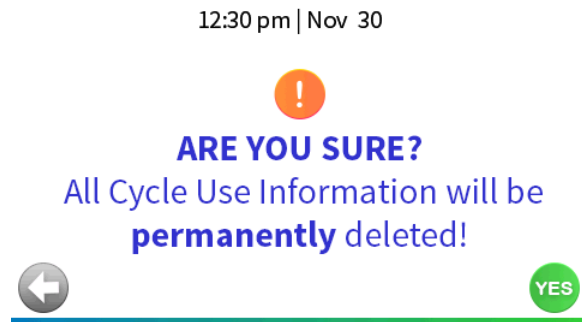 12:30 pm | Nov 30
!
ARE YOU SURE?
All Cycle Use Information will be
permanently deleted!
YES